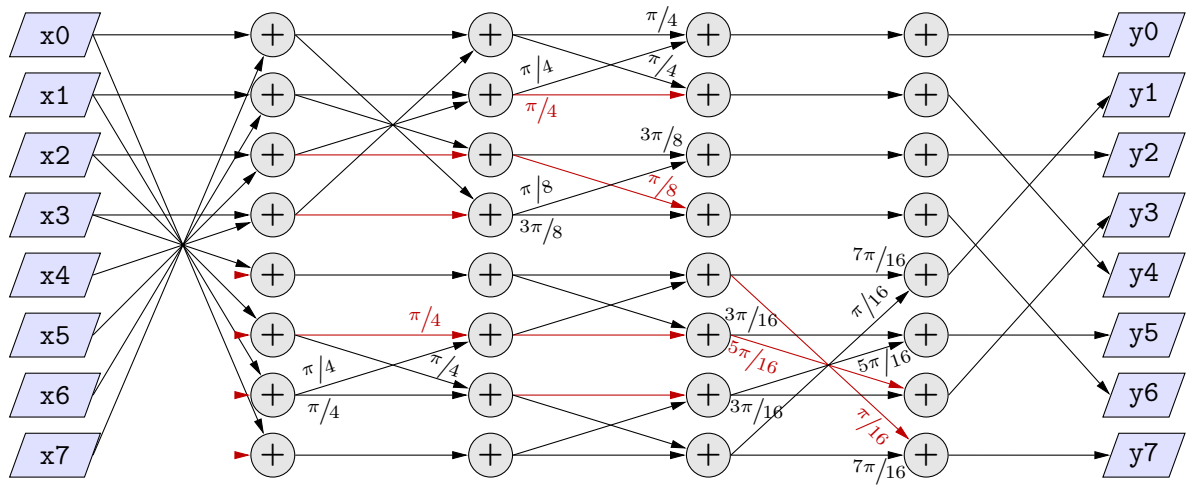 x0 + + π/4 + + y0
x1 + π/4 + π/4 + + y1
π/4
x2 + + 3π/8 + + y2
x3 + π/8 + π/8 + + y3
3π/8
x4 + + + 7π/16 + y4
π/16
x5 + π/4 + + 3π/16 + y5
π/4 π/4 5π/16 5π/16
x6 + + + + y6
π/4 3π/16 π/16
x7 + + + 7π/16 + y7